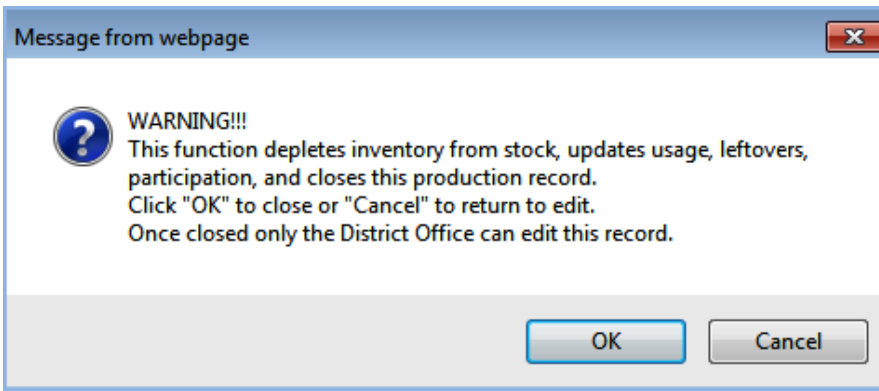 Message from webpage
WARNING!!!
This function depletes inventory from stock, updates usage, leftovers,
participation, and closes this production record.
Click "OK" to close or "Cancel" to return to edit.
Once closed only the District Office can edit this record.
OK
Cancel